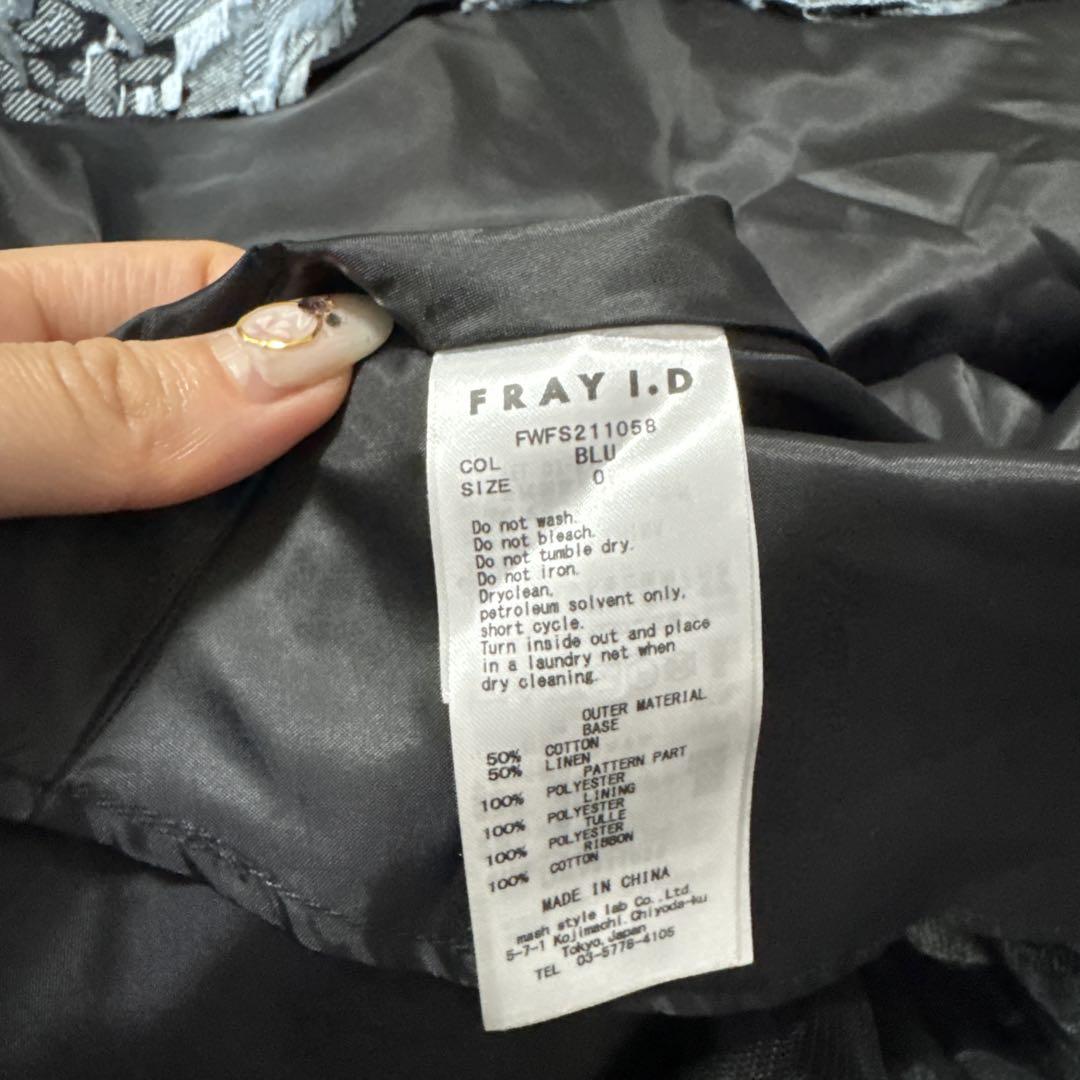 FRAY I.D
FWFS211058
COL BLU
SIZE 0
Do not wash.
Do not bleach.
Do not tumble dry.
Do not iron.
Dryclean,
petroleum solvent only,
short cycle.
Turn inside out and place
in a laundry net when
dry cleaning.
OUTER MATERIAL
BASE
50% COTTON
50% LINEN
PATTERN PART
100% POLYESTER
LINING
100% POLYESTER
TULLE
100% POLYESTER
RIBBON
100% COTTON
MADE IN CHINA
mash style lab Co.,Ltd.
5-7-1 Kojimachi.Chiyoda-ku
Tokyo.Japan
TEL 03-5778-4105